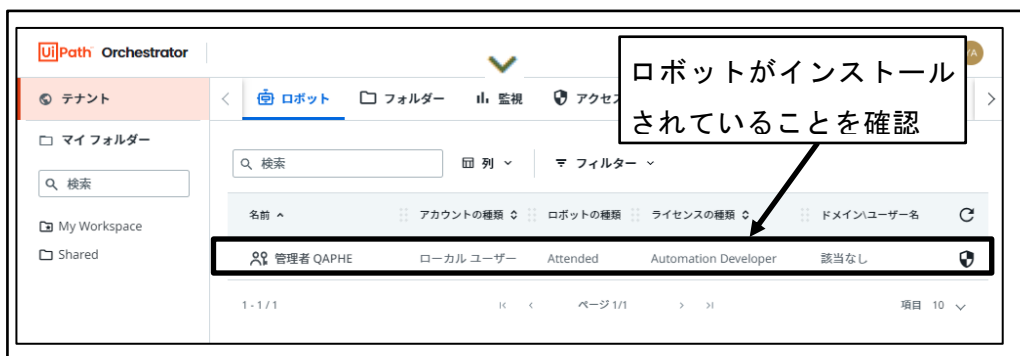 UiPath Orchestrator
ロボットがインストール
されていることを確認
テナント
ロボット フォルダー 監視 アクセ
マイ フォルダー
検索
My Workspace
Shared
検索 列 フィルター
名前 アカウントの種類 ロボットの種類 ライセンスの種類 ドメイン\ユーザー名
管理者 QAPHE ローカル ユーザー Attended Automation Developer 該当なし
1 - 1 / 1 ページ 1/1 項目 10